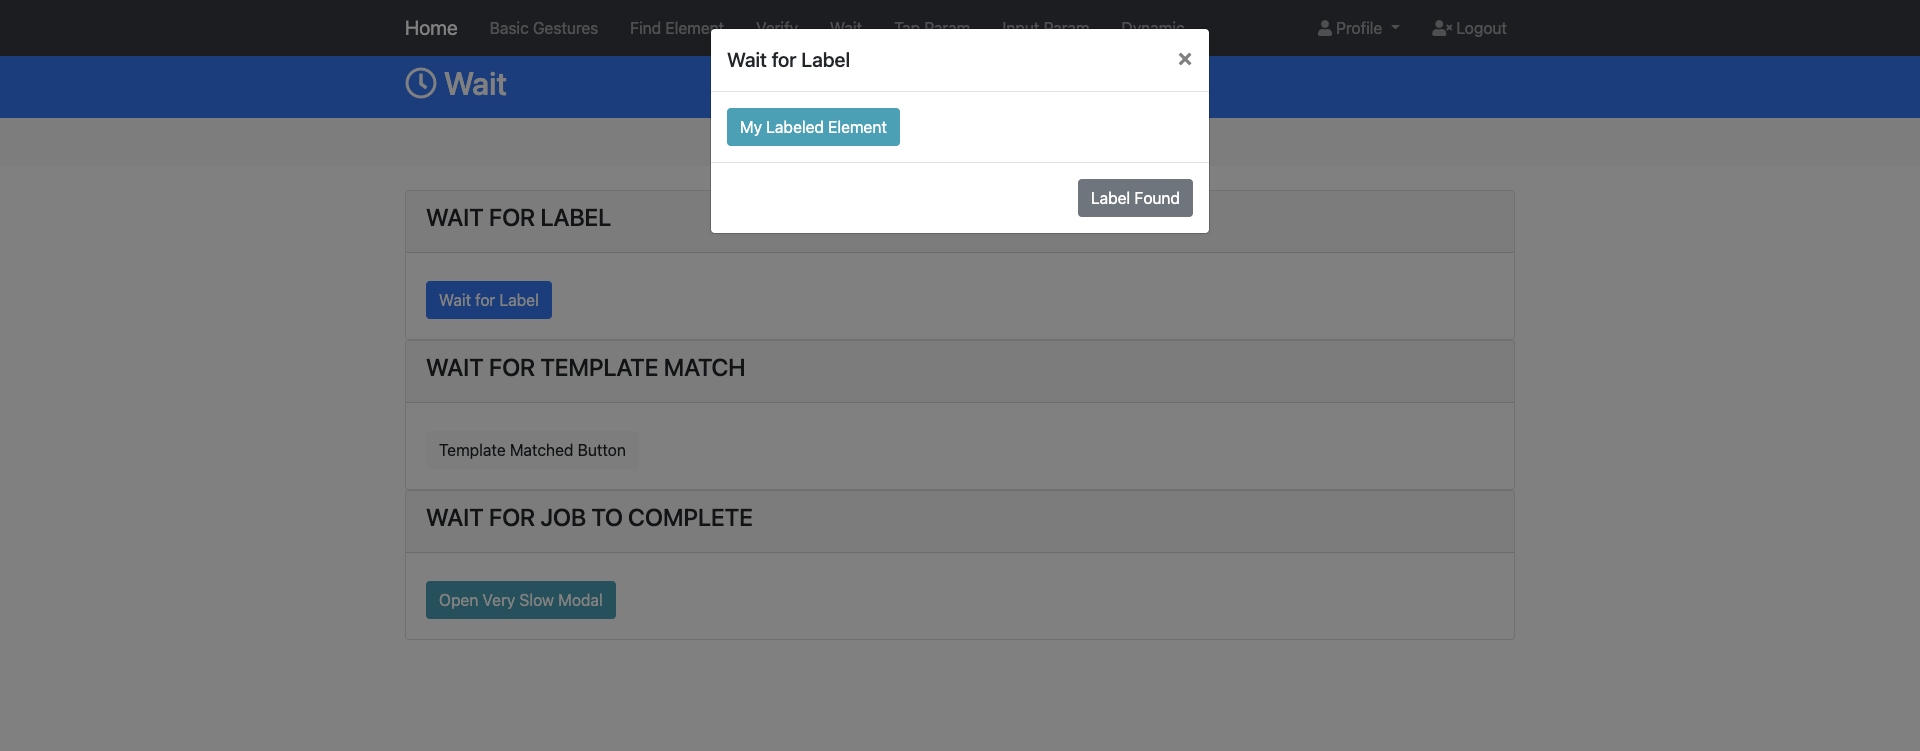 Home Basic Gestures Find Element Verify Wait Tap Param Input Param Dynamic Profile Logout
Wait
Wait for Label ×
My Labeled Element
Label Found
WAIT FOR LABEL
Wait for Label
WAIT FOR TEMPLATE MATCH
Template Matched Button
WAIT FOR JOB TO COMPLETE
Open Very Slow Modal